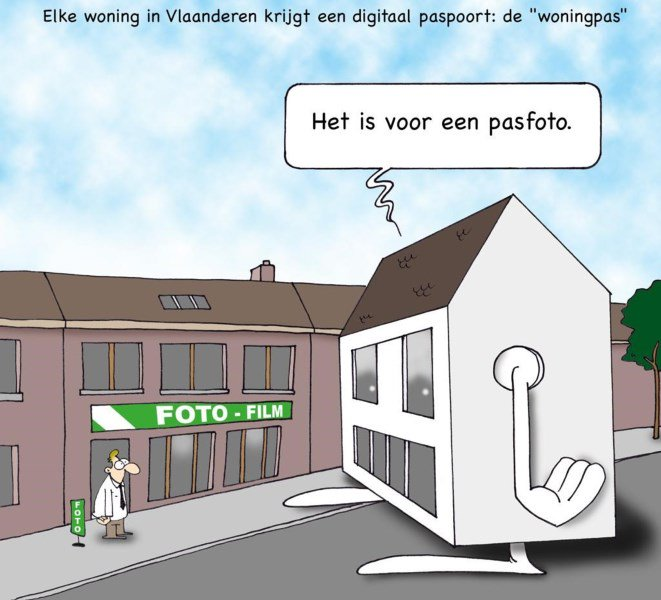 Elke woning in Vlaanderen krijgt een digitaal paspoort: de "woningpas"
Het is voor een pasfoto.
FOTO - FILM
FOTO